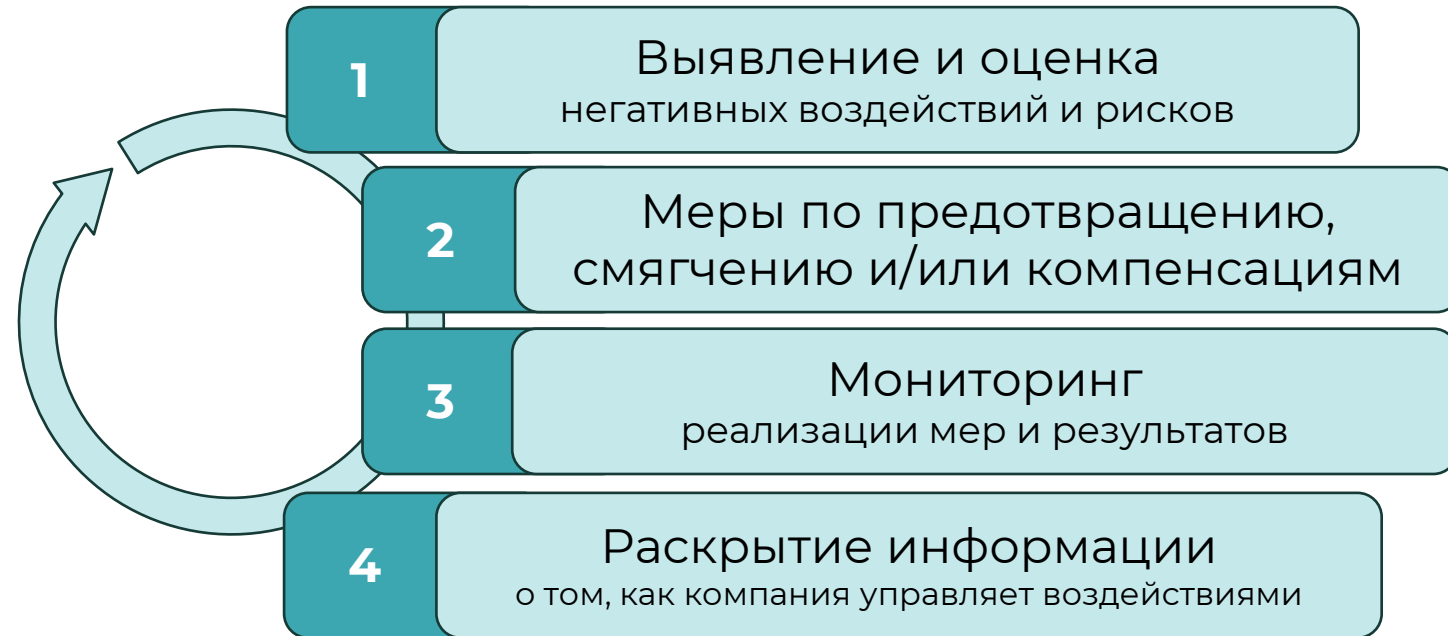 1
Выявление и оценка
негативных воздействий и рисков
2
Меры по предотвращению,
смягчению и/или компенсациям
3
Мониторинг
реализации мер и результатов
4
Раскрытие информации
о том, как компания управляет воздействиями